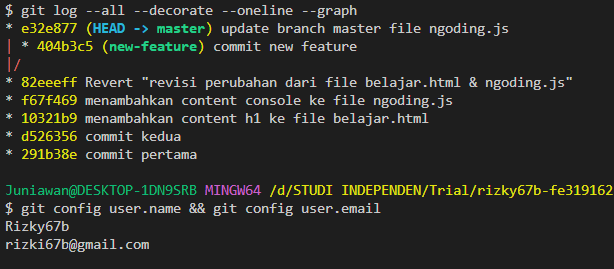 $ git log --all --decorate --oneline --graph
* e32e877 (HEAD -> master) update branch master file ngoding.js
| * 404b3c5 (new-feature) commit new feature
|/
* 82eeeff Revert "revisi perubahan dari file belajar.html & ngoding.js"
* f67f469 menambahkan content console ke file ngoding.js
* 10321b9 menambahkan content h1 ke file belajar.html
* d526356 commit kedua
* 291b38e commit pertama
Juniawan@DESKTOP-1DN9SRB MINGW64 /d/STUDI INDEPENDEN/Trial/rizky67b-fe319162
$ git config user.name && git config user.email
Rizky67b
rizki67b@gmail.com